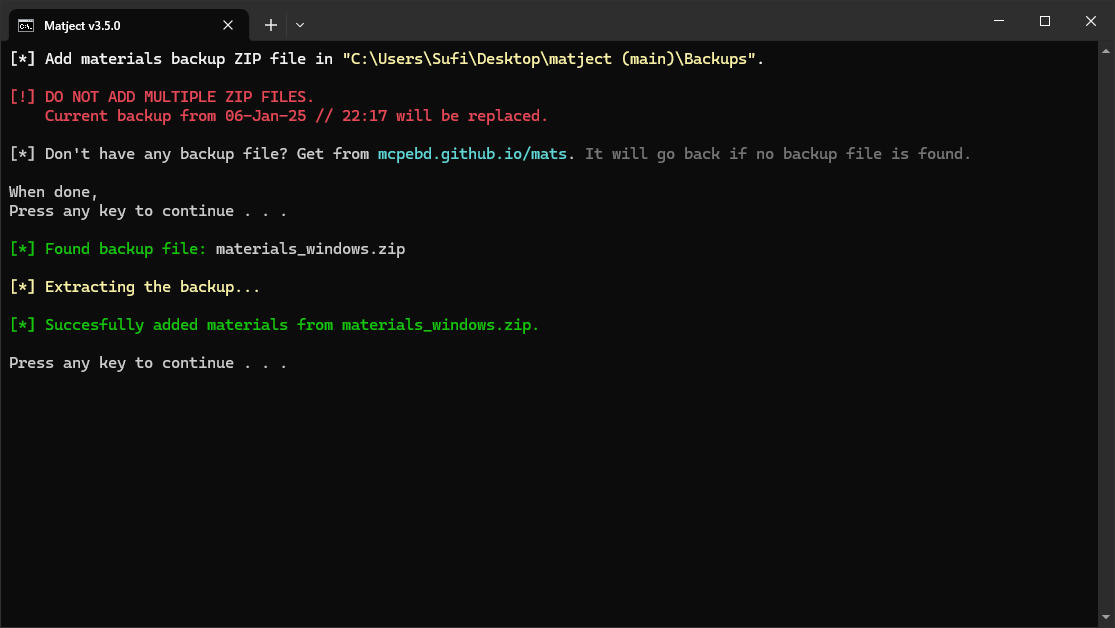 Matject v3.5.0
[*] Add materials backup ZIP file in "C:\Users\Sufi\Desktop\matject (main)\Backups".
[!] DO NOT ADD MULTIPLE ZIP FILES.
Current backup from 06-Jan-25 // 22:17 will be replaced.
[*] Don't have any backup file? Get from mcpebd.github.io/mats. It will go back if no backup file is found.
When done,
Press any key to continue . . .
[*] Found backup file: materials_windows.zip
[*] Extracting the backup...
[*] Succesfully added materials from materials_windows.zip.
Press any key to continue . . .